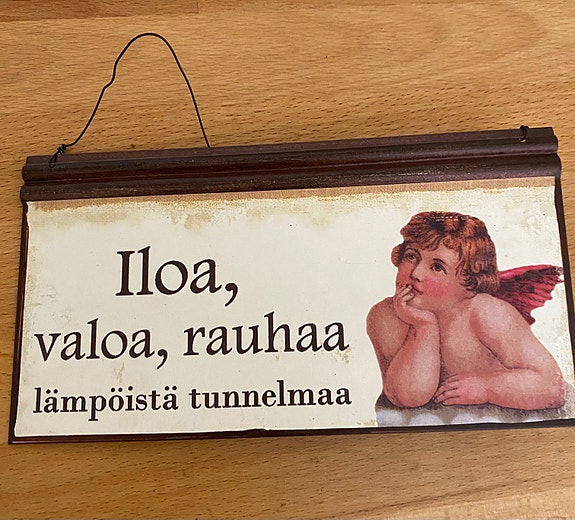 Iloa,
valoa, rauhaa
lämpöistä tunnelmaa